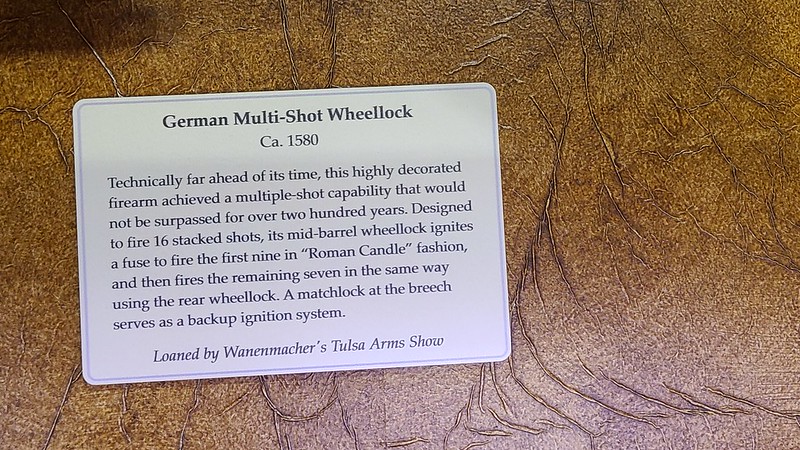 German Multi-Shot Wheellock
Ca. 1580
Technically far ahead of its time, this highly decorated
firearm achieved a multiple-shot capability that would
not be surpassed for over two hundred years. Designed
to fire 16 stacked shots, its mid-barrel wheellock ignites
a fuse to fire the first nine in “Roman Candle” fashion,
and then fires the remaining seven in the same way
using the rear wheellock. A matchlock at the breech
serves as a backup ignition system.
Loaned by Wanenmacher's Tulsa Arms Show